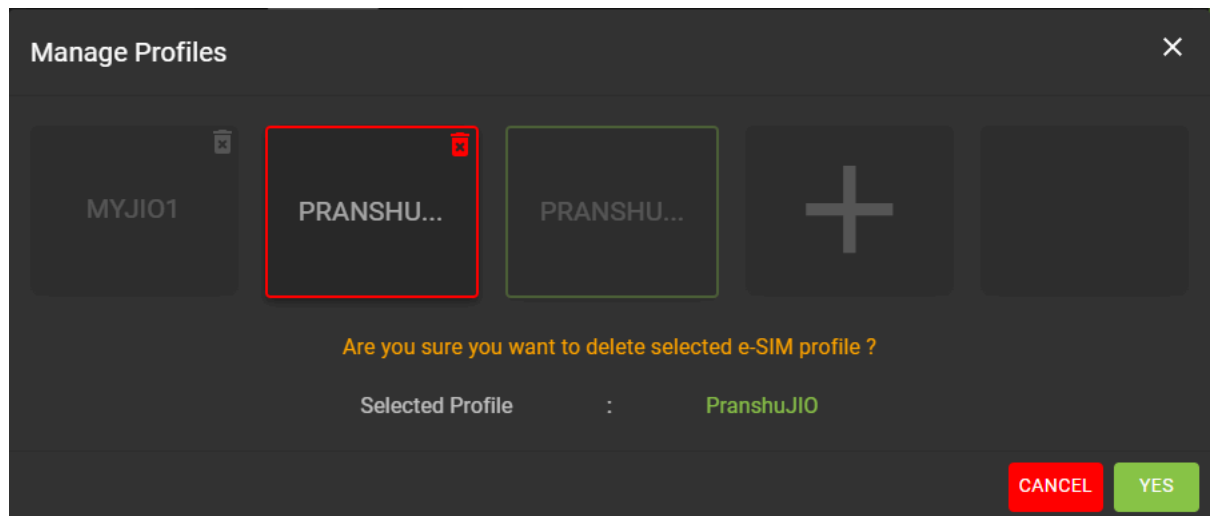 Manage Profiles
MYJIO1
PRANSHU...
PRANSHU...
Are you sure you want to delete selected e-SIM profile ?
Selected Profile : PranshuJIO
CANCEL YES